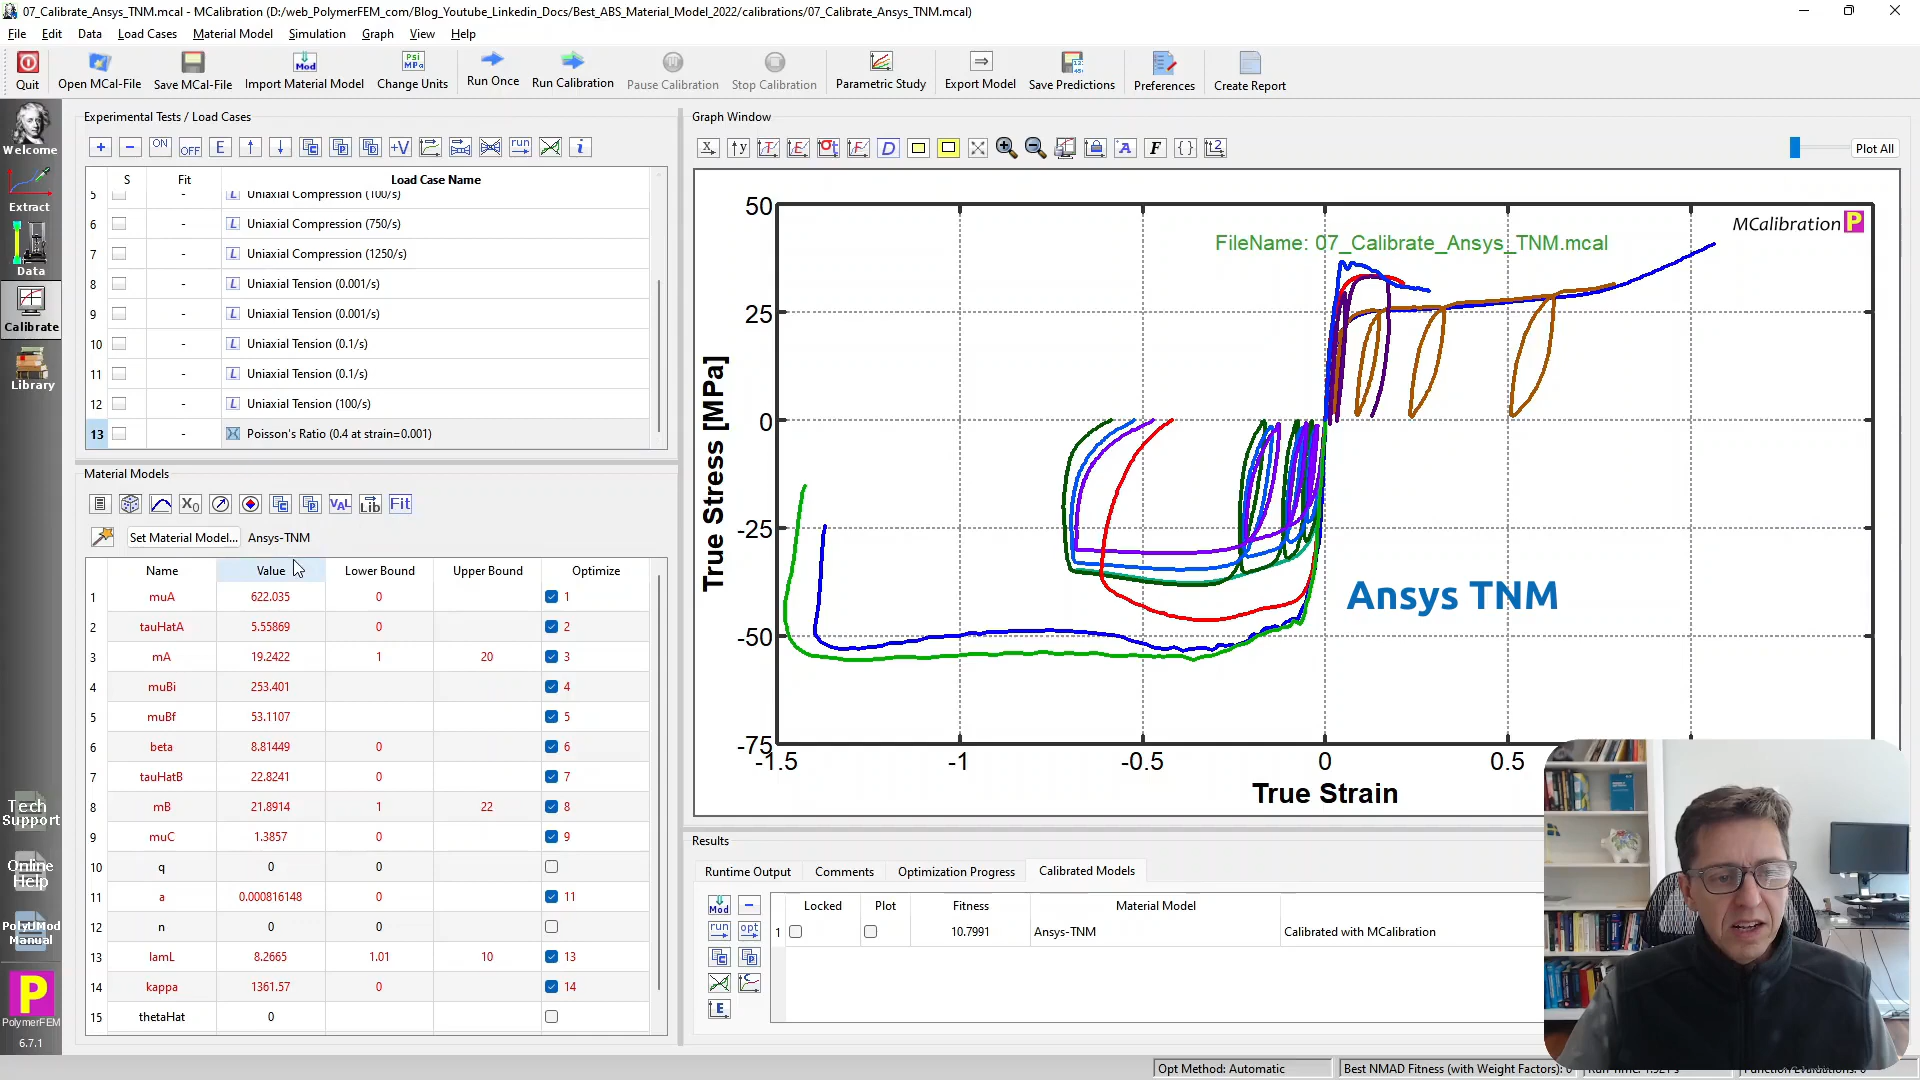 07_Calibrate_Ansys_TNM.mcal - MCalibration (D:/web_PolymerFEM_com/Blog_Youtube_Linkedin_Docs/Best_ABS_Material_Model_2022/calibrations/07_Calibrate_Ansys_TNM.mcal)
File Edit Data Load Cases Material Model Simulation Graph View Help
Quit Open MCal-File Save MCal-File Import Material Model Change Units Run Once Run Calibration Pause Calibration Stop Calibration Parametric Study Export Model Save Predictions Preferences Create Report
Welcome
Extract
Data
Calibrate
Library
Tech Support
Online Help
PolyUMod Manual
PolymerFEM
6.7.1
Experimental Tests / Load Cases
S Fit Load Case Name
5 - L Uniaxial Compression (100/s)
6 - L Uniaxial Compression (750/s)
7 - L Uniaxial Compression (1250/s)
8 - L Uniaxial Tension (0.001/s)
9 - L Uniaxial Tension (0.001/s)
10 - L Uniaxial Tension (0.1/s)
11 - L Uniaxial Tension (0.1/s)
12 - L Uniaxial Tension (100/s)
13 - Poisson's Ratio (0.4 at strain=0.001)
Material Models
Set Material Model... Ansys-TNM
Name Value Lower Bound Upper Bound Optimize
1 muA 622.035 0 1
2 tauHatA 5.55869 0 2
3 mA 19.2422 1 20 3
4 muBi 253.401 4
5 muBf 53.1107 5
6 beta 8.81449 0 6
7 tauHatB 22.8241 0 7
8 mB 21.8914 1 22 8
9 muC 1.3857 0 9
10 q 0 0
11 a 0.000816148 0 11
12 n 0 0
13 lamL 8.2665 1.01 10 13
14 kappa 1361.57 0 14
15 thetaHat 0
Graph Window
Plot All
MCalibration P
FileName: 07_Calibrate_Ansys_TNM.mcal
Ansys TNM
True Stress [MPa]
50
25
0
-25
-50
-75
-1.5 -1 -0.5 0 0.5
True Strain
Results
Runtime Output Comments Optimization Progress Calibrated Models
Locked Plot Fitness Material Model
1 10.7991 Ansys-TNM Calibrated with MCalibration
Opt Method: Automatic Best NMAD Fitness (with Weight Factors):